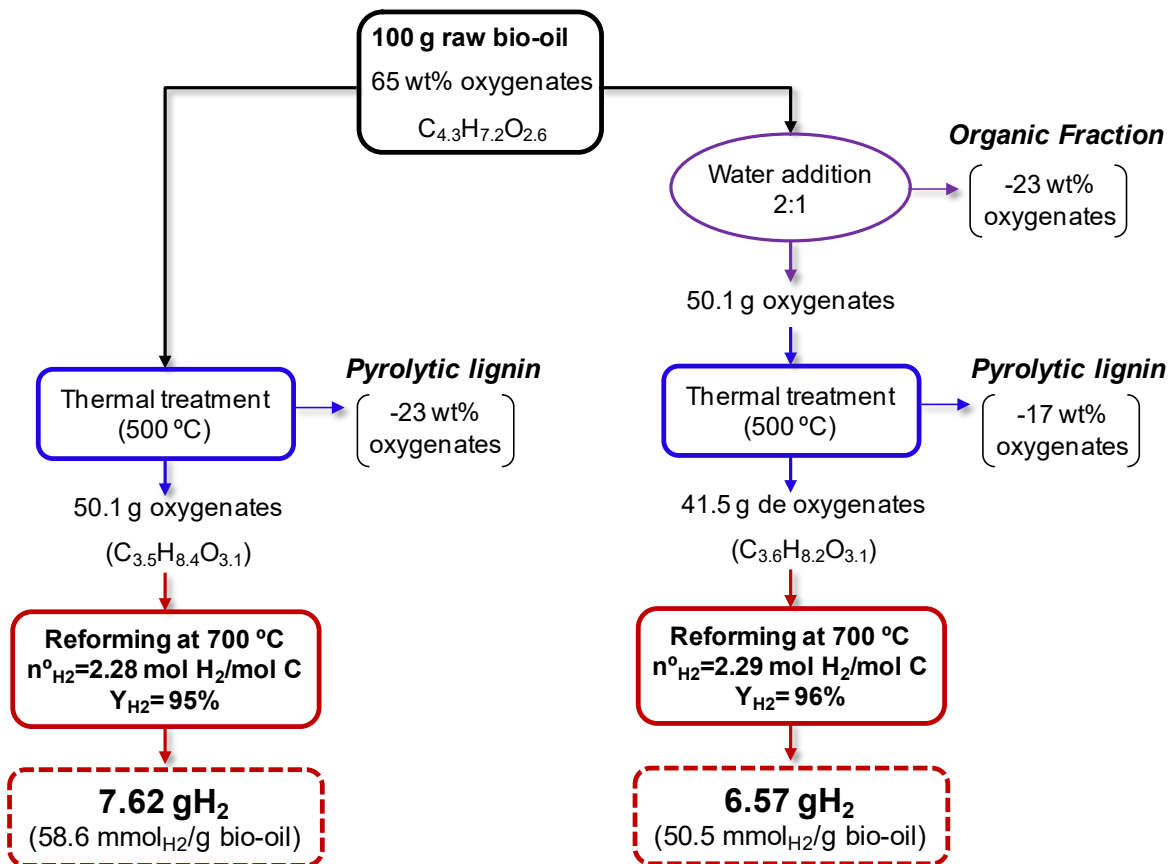 100 g raw bio-oil
65 wt% oxygenates
C4.3H7.2O2.6
Water addition
2:1
Organic Fraction
-23 wt%
oxygenates
50.1 g oxygenates
Thermal treatment
(500 ºC)
Pyrolytic lignin
-23 wt%
oxygenates
50.1 g oxygenates
(C3.5H8.4O3.1)
Reforming at 700 ºC
nºH2=2.28 mol H2/mol C
YH2= 95%
7.62 gH2
(58.6 mmolH2/g bio-oil)
Thermal treatment
(500 ºC)
Pyrolytic lignin
-17 wt%
oxygenates
41.5 g de oxygenates
(C3.6H8.2O3.1)
Reforming at 700 ºC
nºH2=2.29 mol H2/mol C
YH2= 96%
6.57 gH2
(50.5 mmolH2/g bio-oil)